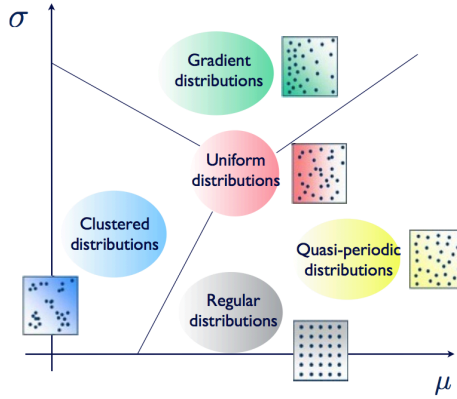 σ
Gradient
distributions
Uniform
distributions
Clustered
distributions
Quasi-periodic
distributions
Regular
distributions
μ